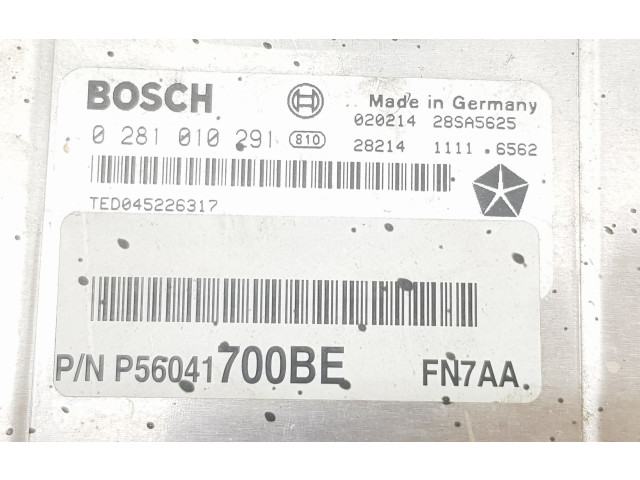 BOSCH Made in Germany
020214 28SA5625
0 281 010 291 810 28214 1111 .6562
TED045226317
P/N P56041700BE FN7AA